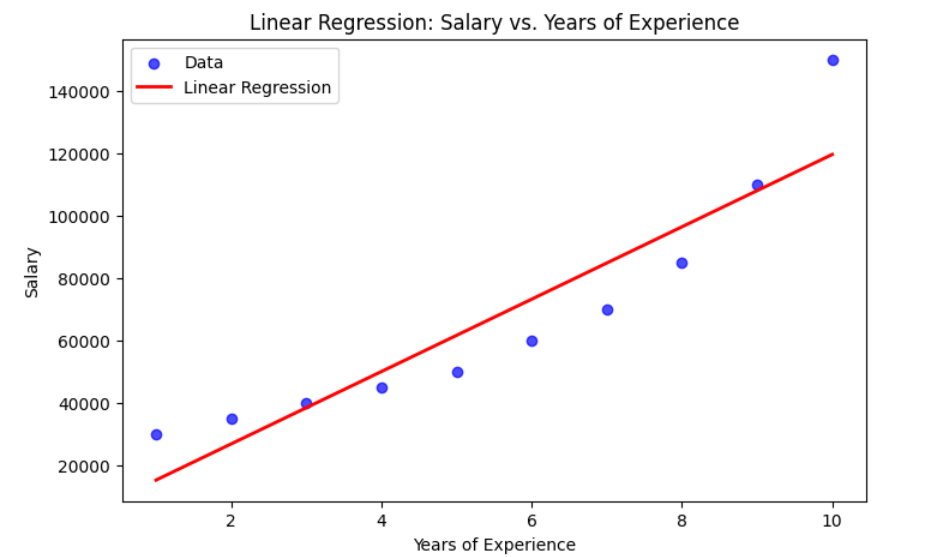 Linear Regression: Salary vs. Years of Experience
Data
Linear Regression
140000
120000
100000
80000
60000
40000
20000
Salary
2 4 6 8 10
Years of Experience